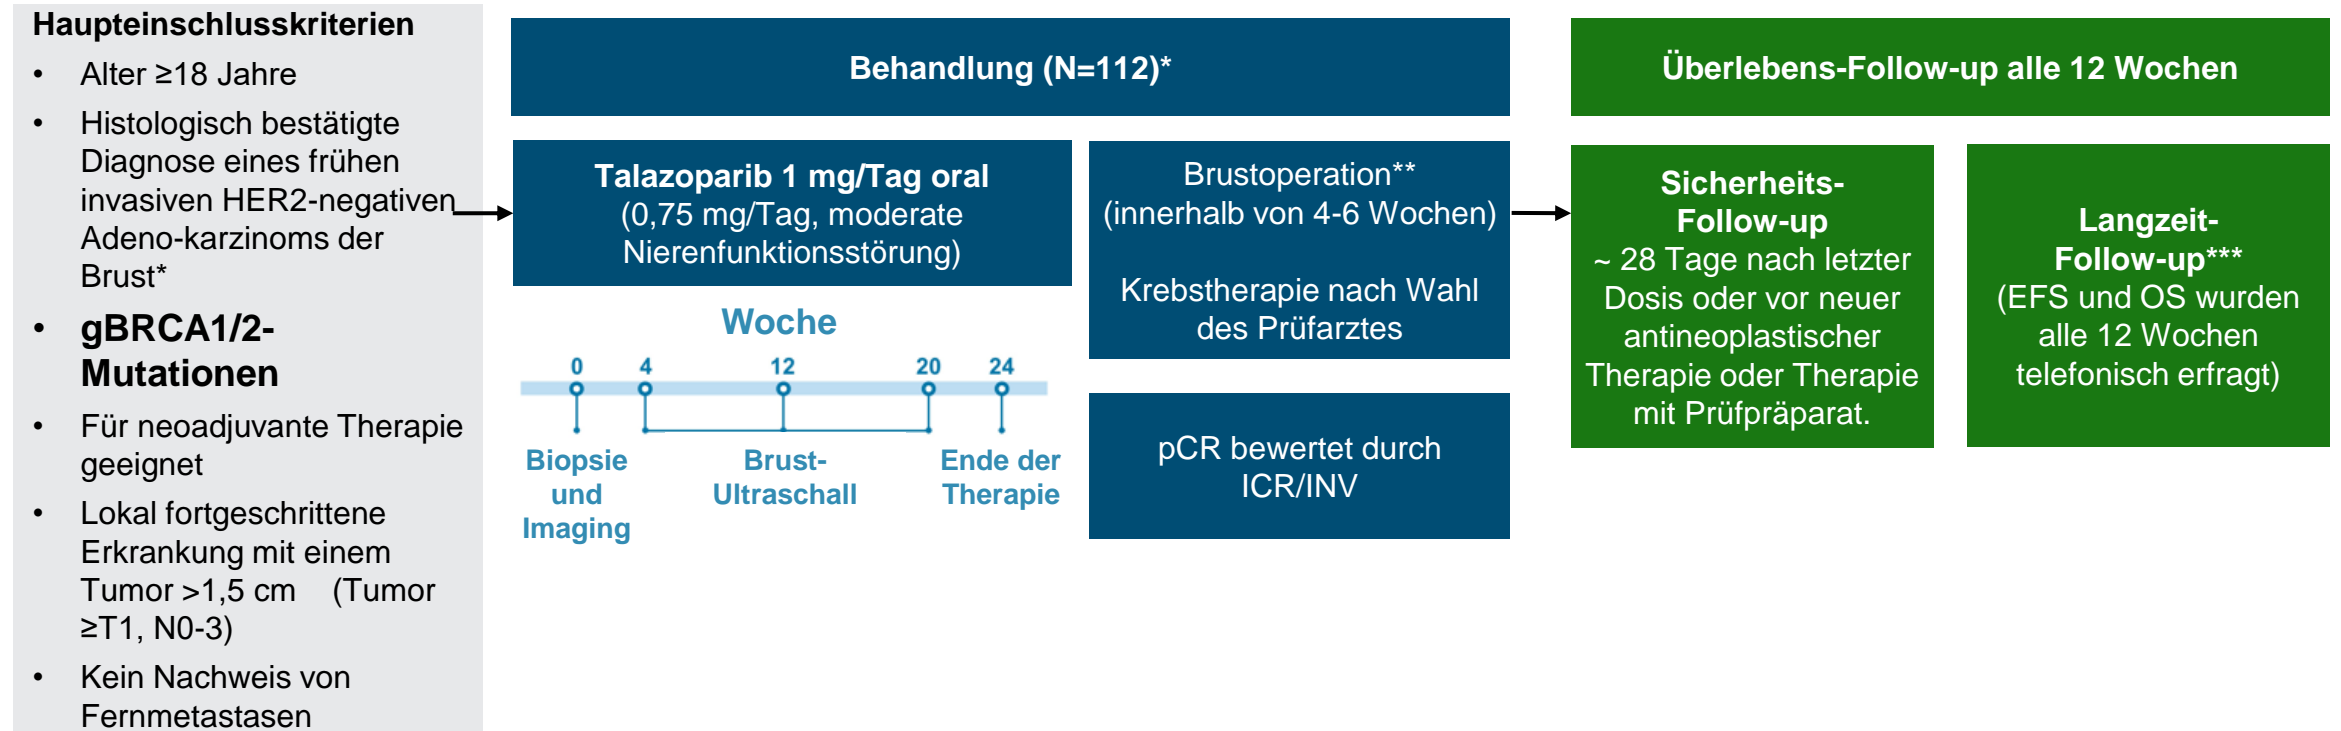 Haupteinschlusskriterien
• Alter ≥18 Jahre
• Histologisch bestätigte
Diagnose eines frühen
invasiven HER2-negativen
Adeno-karzinoms der
Brust*
• gBRCA1/2-
Mutationen
• Für neoadjuvante Therapie
geeignet
• Lokal fortgeschrittene
Erkrankung mit einem
Tumor >1,5 cm (Tumor
≥T1, N0-3)
• Kein Nachweis von
Fernmetastasen
Behandlung (N=112)*
Talazoparib 1 mg/Tag oral
(0,75 mg/Tag, moderate
Nierenfunktionsstörung)
Woche
0 4 12 20 24
Biopsie
und
Imaging
Brust-
Ultraschall
Ende der
Therapie
Brustoperation**
(innerhalb von 4-6 Wochen)
Krebstherapie nach Wahl
des Prüfarztes
pCR bewertet durch
ICR/INV
Überlebens-Follow-up alle 12 Wochen
Sicherheits-
Follow-up
~ 28 Tage nach letzter
Dosis oder vor neuer
antineoplastischer
Therapie oder Therapie
mit Prüfpräparat.
Langzeit-
Follow-up***
(EFS und OS wurden
alle 12 Wochen
telefonisch erfragt)